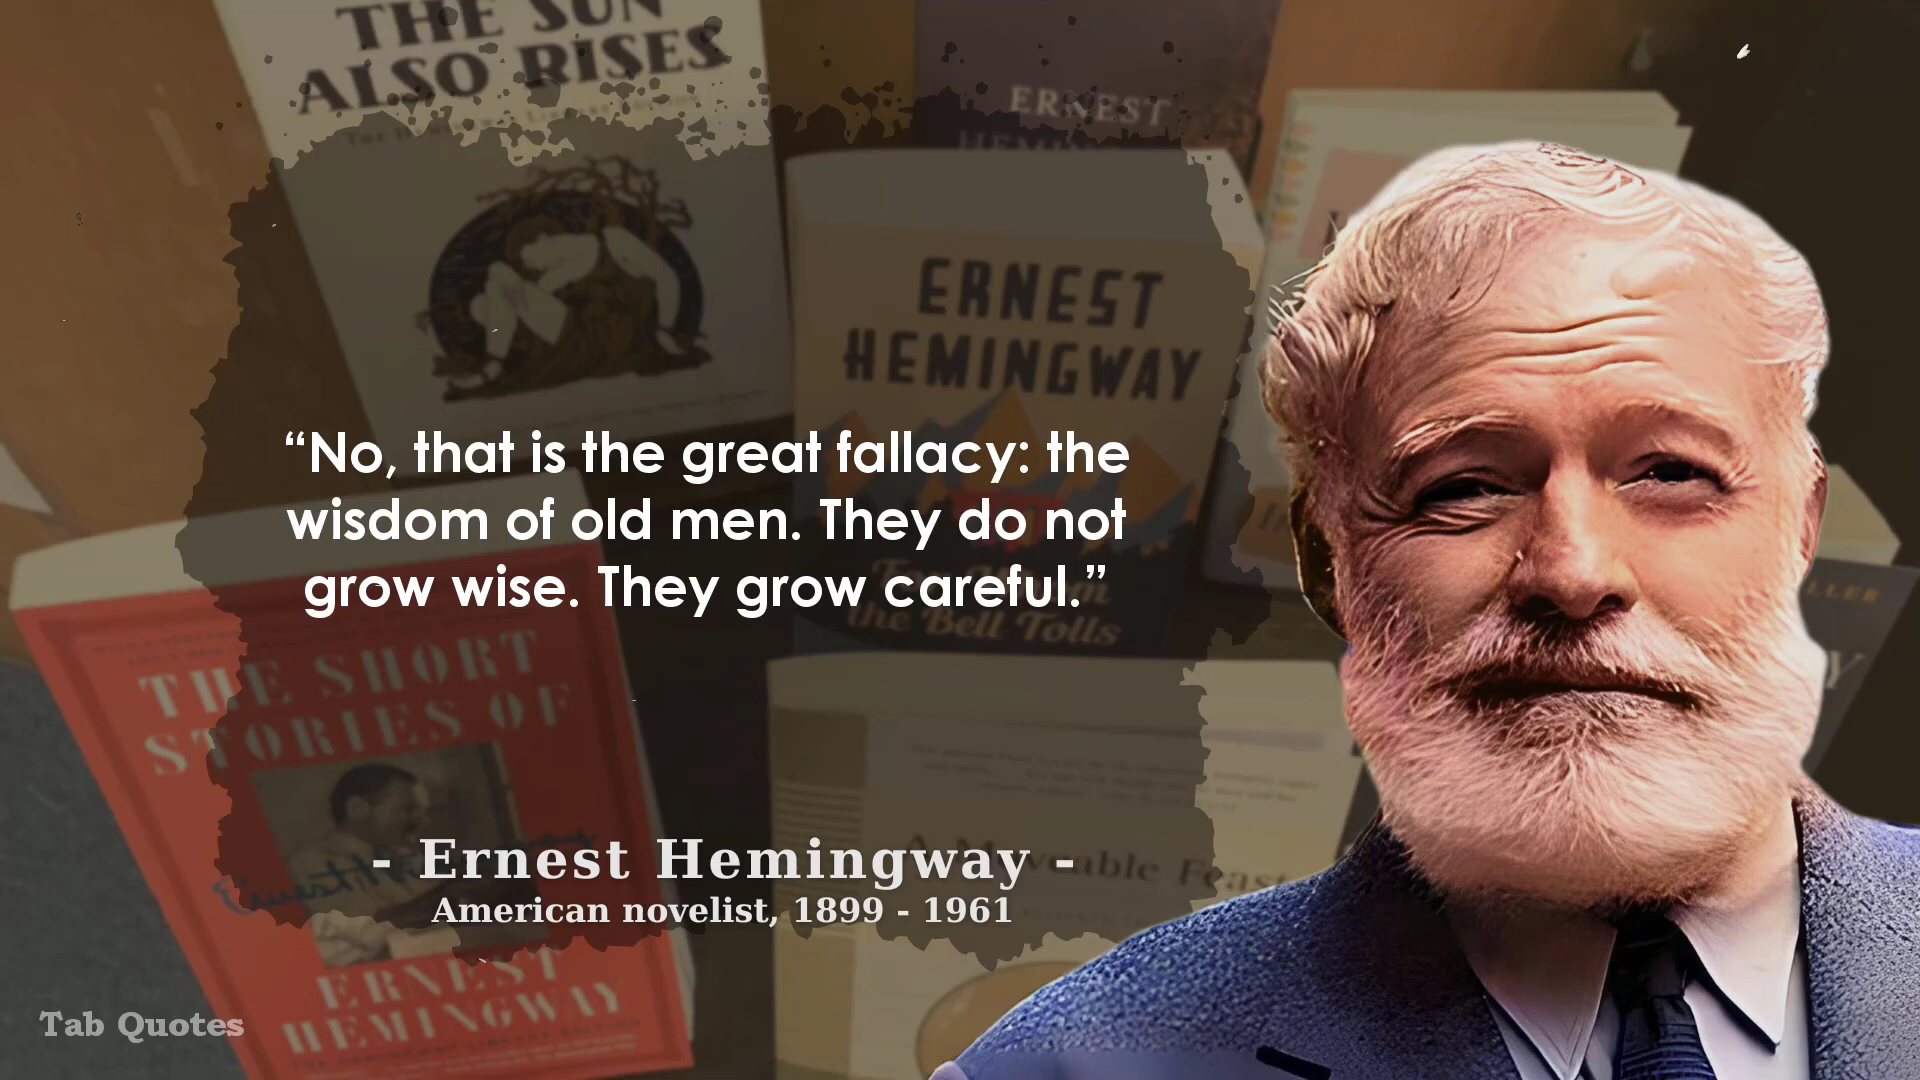 THE SUN
ALSO RISES
ERNEST
ERNEST
HEMINGWAY
“No, that is the great fallacy: the
wisdom of old men. They do not
grow wise. They grow careful.”
the Bell Tolls
THE SHORT
STORIES OF
A Moveable Feast
- Ernest Hemingway -
American novelist, 1899 - 1961
ERNEST
HEMINGWAY
Tab Quotes